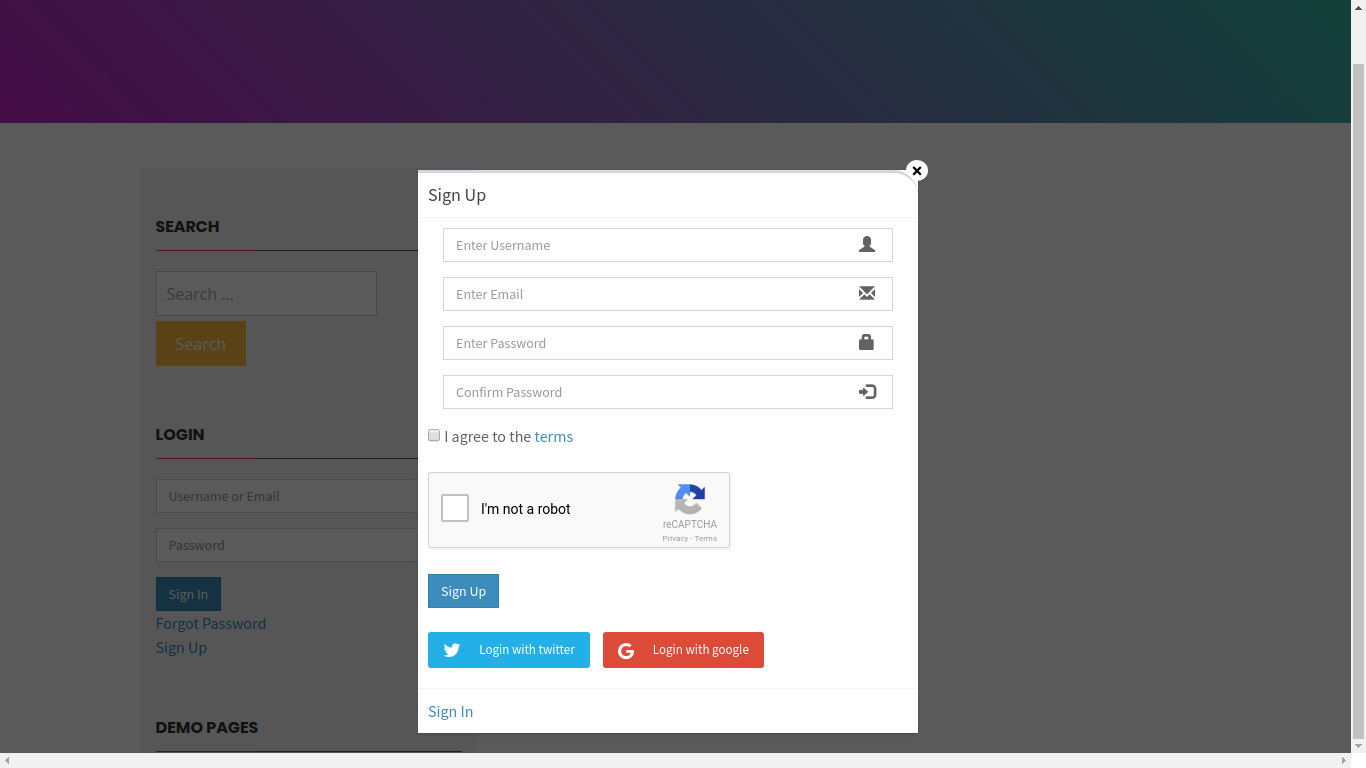 SEARCH
Search ...
Search
LOGIN
Username or Email
Password
Sign In
Forgot Password
Sign Up
DEMO PAGES
Sign Up
Enter Username
Enter Email
Enter Password
Confirm Password
I agree to the terms
I'm not a robot
reCAPTCHA
Privacy - Terms
Sign Up
Login with twitter
Login with google
Sign In